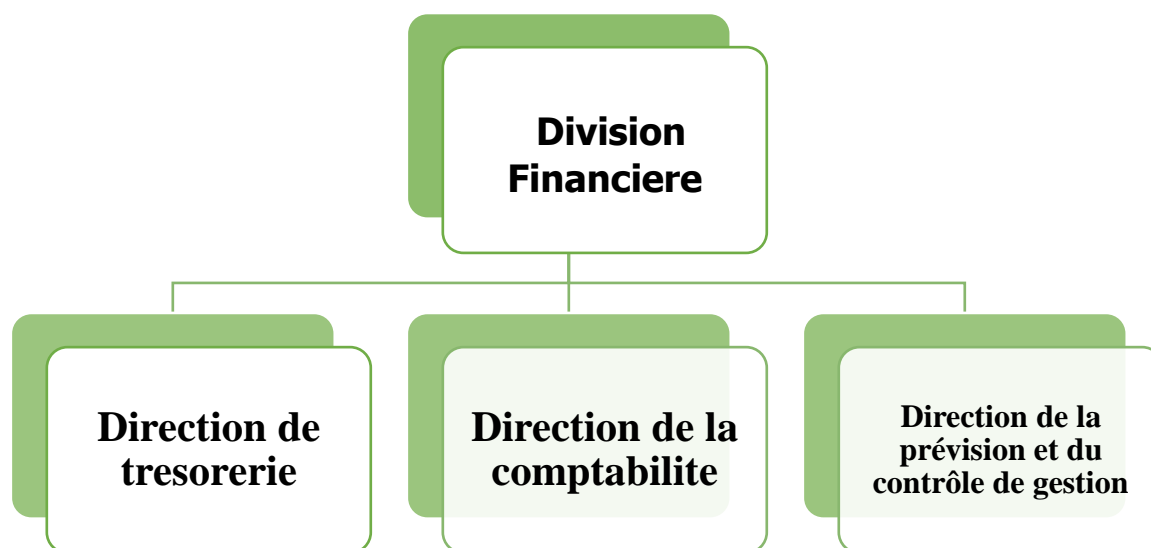 Division
Financiere
Direction de
tresorerie
Direction de la
comptabilite
Direction de la
prévision et du
contrôle de gestion